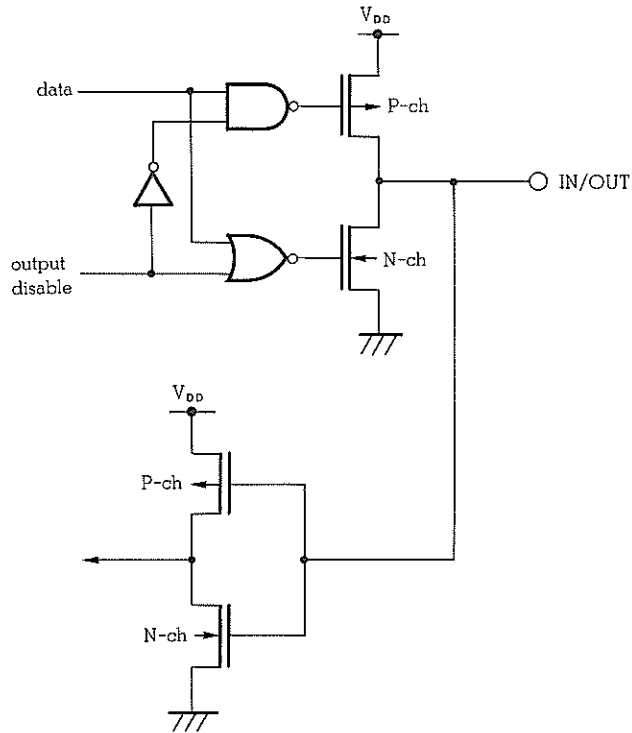 V_DD
data
P-ch
IN/OUT
output
disable
N-ch
V_DD
P-ch
N-ch